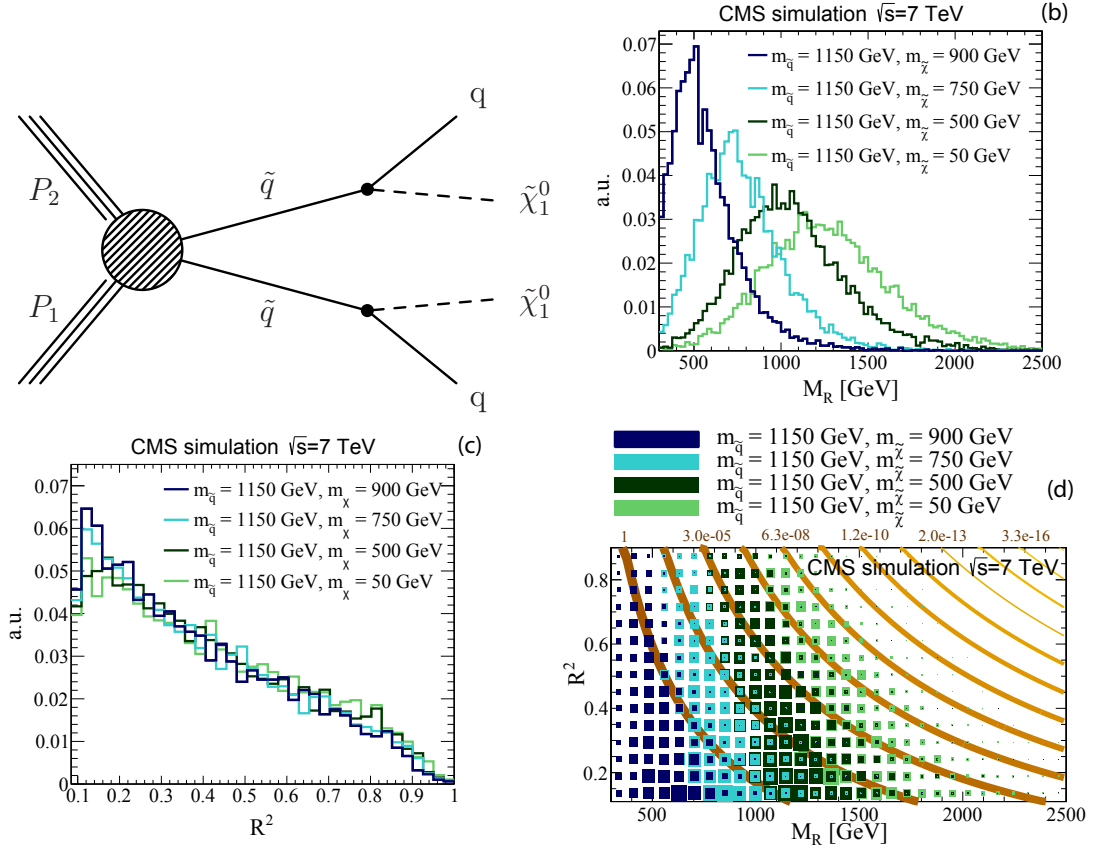 P₂
P₁
q̃
q̃
q
χ̃₁⁰
χ̃₁⁰
q
CMS simulation √s=7 TeV
(b)
m_q̃ = 1150 GeV, m_χ̃ = 900 GeV
m_q̃ = 1150 GeV, m_χ̃ = 750 GeV
m_q̃ = 1150 GeV, m_χ̃ = 500 GeV
m_q̃ = 1150 GeV, m_χ̃ = 50 GeV
a.u.
0.07
0.06
0.05
0.04
0.03
0.02
0.01
0
500 1000 1500 2000 2500
M_R [GeV]
CMS simulation √s=7 TeV
(c)
m_q̃ = 1150 GeV, m_χ = 900 GeV
m_q̃ = 1150 GeV, m_χ = 750 GeV
m_q̃ = 1150 GeV, m_χ = 500 GeV
m_q̃ = 1150 GeV, m_χ = 50 GeV
a.u.
0.07
0.06
0.05
0.04
0.03
0.02
0.01
0
0.1 0.2 0.3 0.4 0.5 0.6 0.7 0.8 0.9 1
R²
m_q̃ = 1150 GeV, m_χ̃ = 900 GeV
m_q̃ = 1150 GeV, m_χ̃ = 750 GeV
m_q̃ = 1150 GeV, m_χ̃ = 500 GeV
m_q̃ = 1150 GeV, m_χ̃ = 50 GeV
(d)
1 3.0e-05 6.3e-08 1.2e-10 2.0e-13 3.3e-16
CMS simulation √s=7 TeV
R²
0.8
0.6
0.4
0.2
500 1000 1500 2000 2500
M_R [GeV]